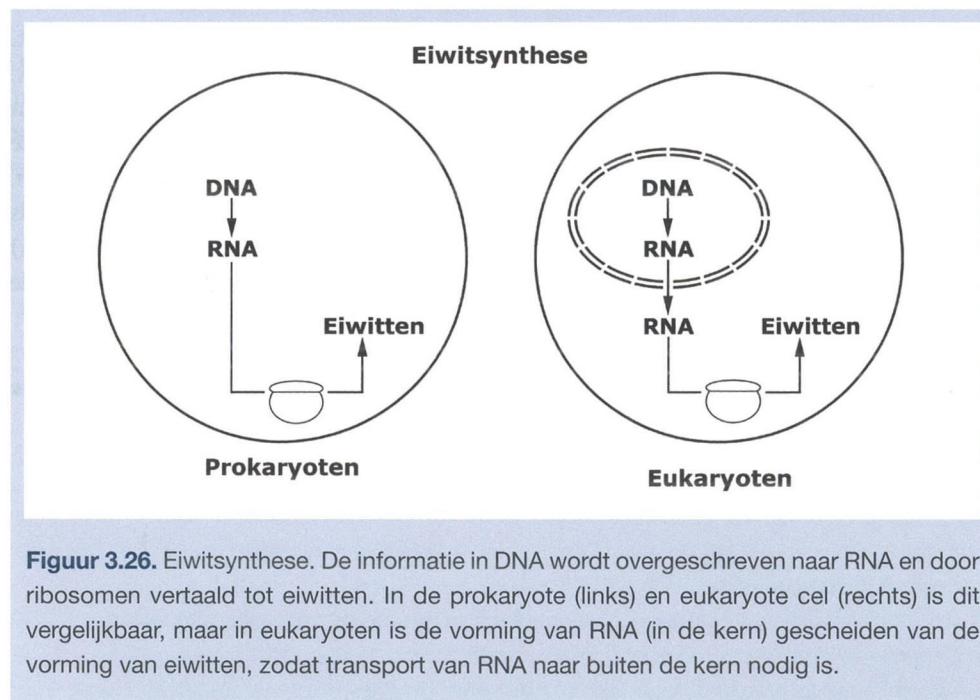 Eiwitsynthese
DNA
RNA
Eiwitten
Prokaryoten
DNA
RNA
RNA
Eiwitten
Eukaryoten
Figuur 3.26. Eiwitsynthese. De informatie in DNA wordt overgeschreven naar RNA en door
ribosomen vertaald tot eiwitten. In de prokaryote (links) en eukaryote cel (rechts) is dit
vergelijkbaar, maar in eukaryoten is de vorming van RNA (in de kern) gescheiden van de
vorming van eiwitten, zodat transport van RNA naar buiten de kern nodig is.